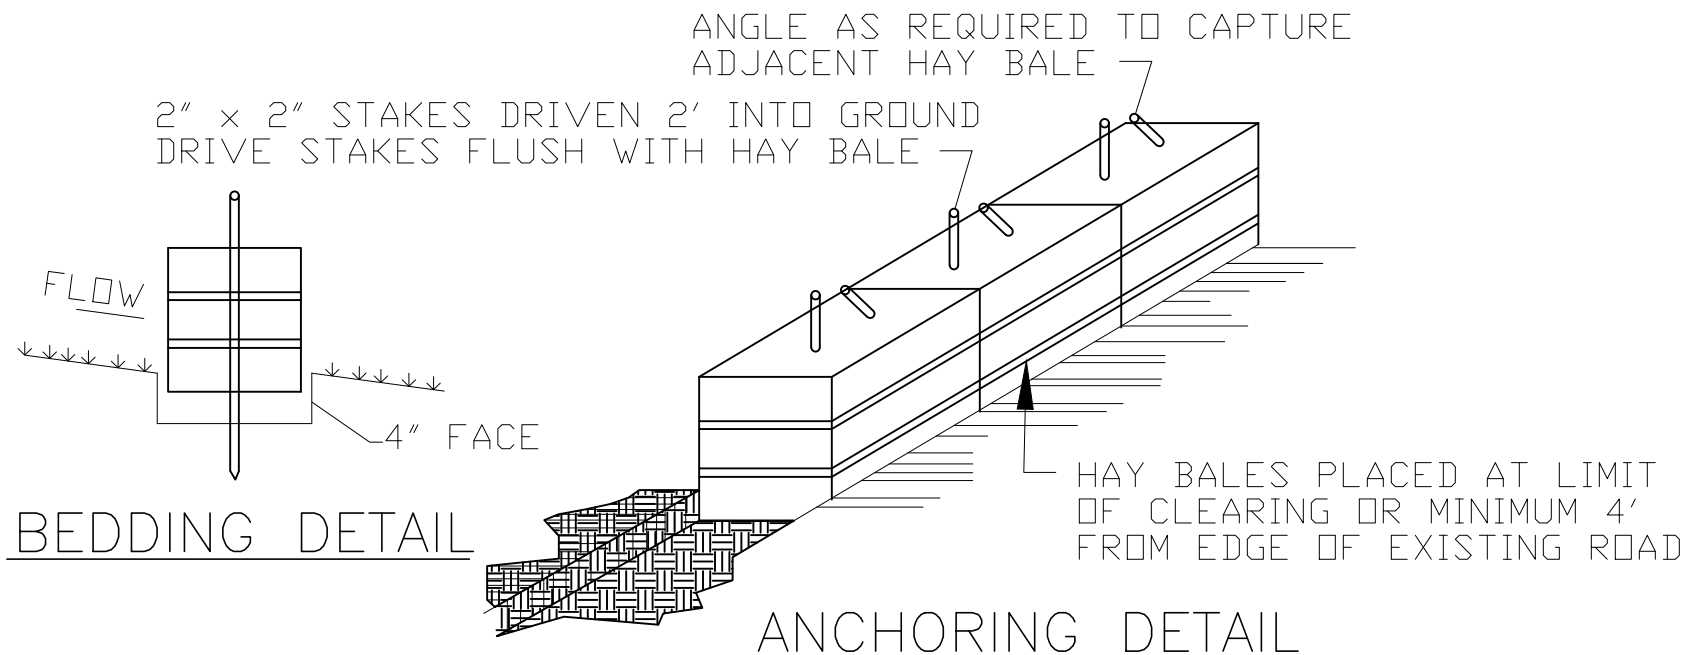 ANGLE AS REQUIRED TO CAPTURE
ADJACENT HAY BALE
2" x 2" STAKES DRIVEN 2' INTO GROUND
DRIVE STAKES FLUSH WITH HAY BALE
FLOW
4" FACE
BEDDING DETAIL
HAY BALES PLACED AT LIMIT
OF CLEARING OR MINIMUM 4'
FROM EDGE OF EXISTING ROAD
ANCHORING DETAIL